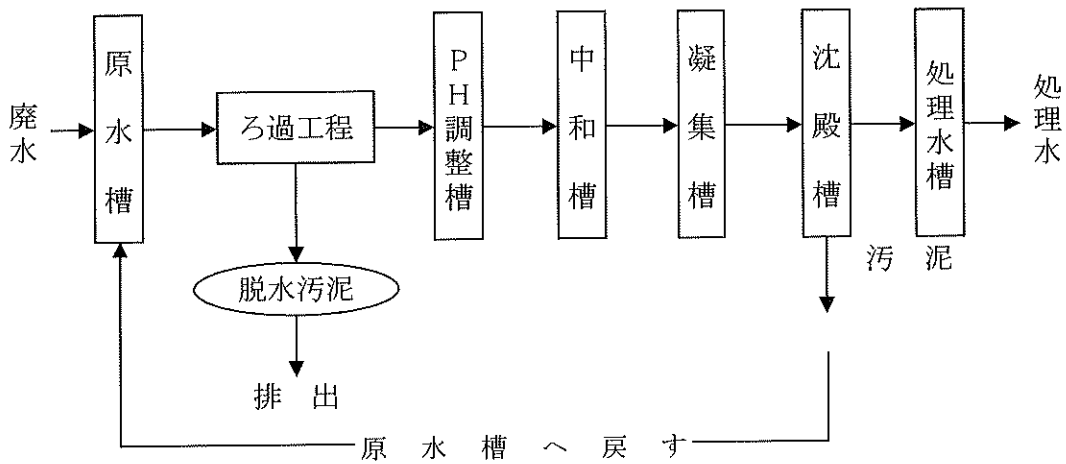 廃水
原水槽
ろ過工程
PH調整槽
中和槽
凝集槽
沈殿槽
処理水槽
処理水
汚泥
脱水汚泥
排出
原水槽へ戻す